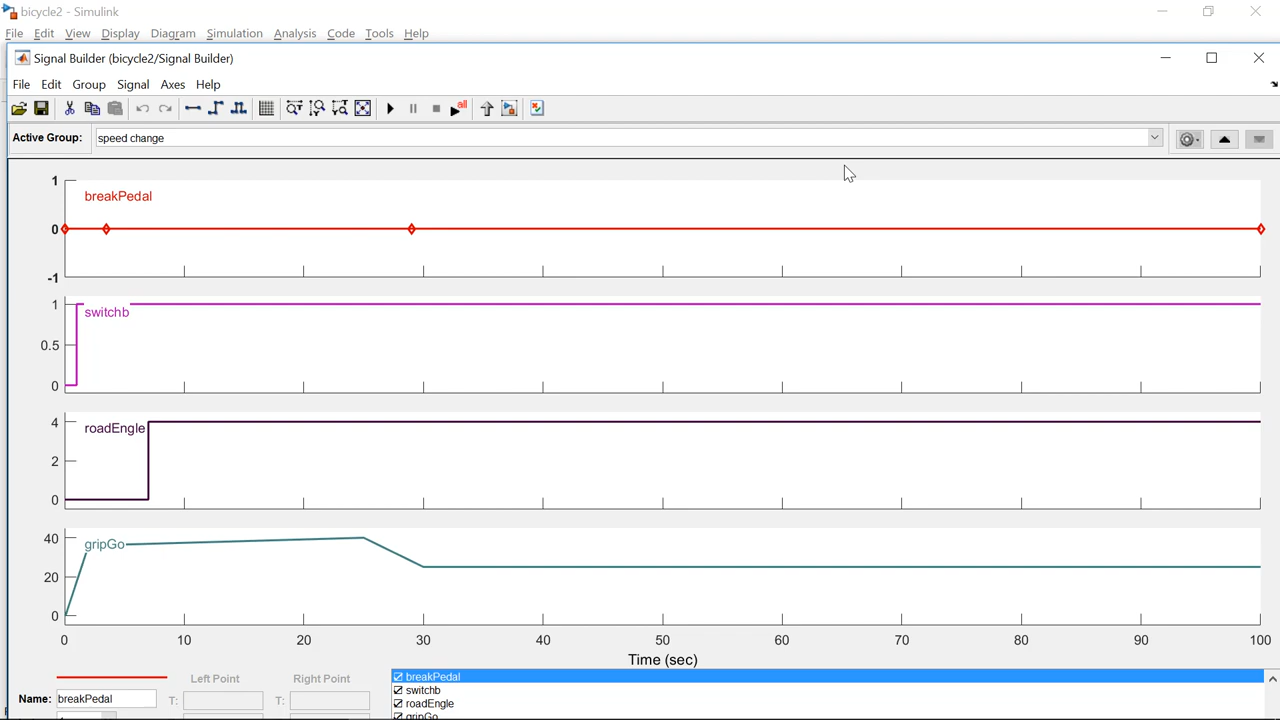 bicycle2 - Simulink
File Edit View Display Diagram Simulation Analysis Code Tools Help
Signal Builder (bicycle2/Signal Builder)
File Edit Group Signal Axes Help
all
Active Group: speed change
1
breakPedal
0
-1
1
switchb
0.5
0
4
roadEngle
2
0
40
gripGo
20
0
0 10 20 30 40 50 60 70 80 90 100
Time (sec)
Left Point Right Point
breakPedal
Name: breakPedal T: T:
switchb
roadEngle
gripGo